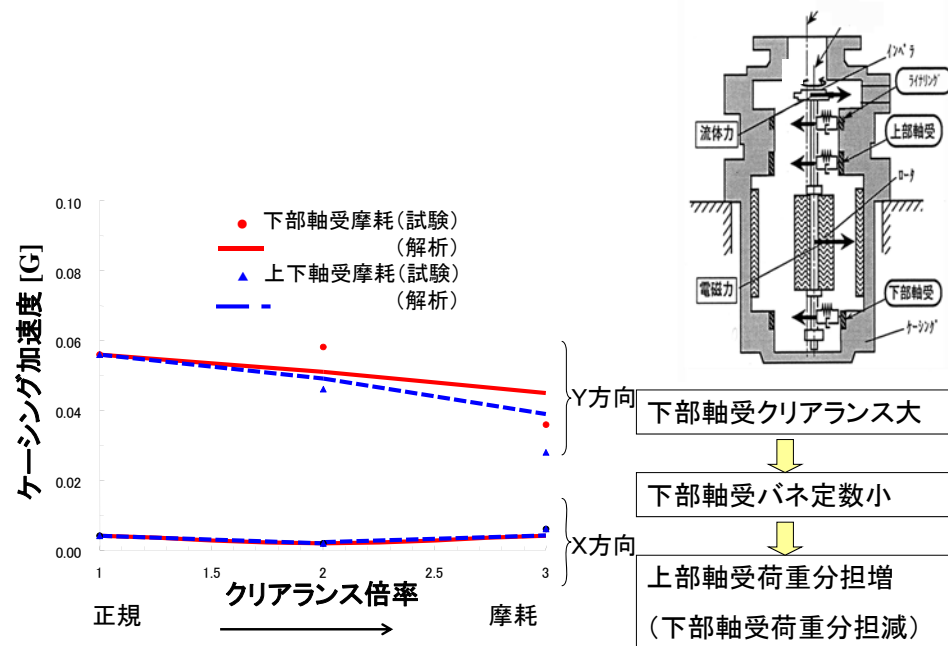 インペラ
ライナリング
流体力
上部軸受
ロータ
電磁力
下部軸受
ケーシング
ケーシング加速度 [G]
0.10
0.08
0.06
0.04
0.02
0.00
下部軸受摩耗(試験)
(解析)
上下軸受摩耗(試験)
(解析)
Y方向
X方向
1
1.5
2
2.5
3
正規
クリアランス倍率
摩耗
下部軸受クリアランス大
下部軸受バネ定数小
上部軸受荷重分担増
(下部軸受荷重分担減)